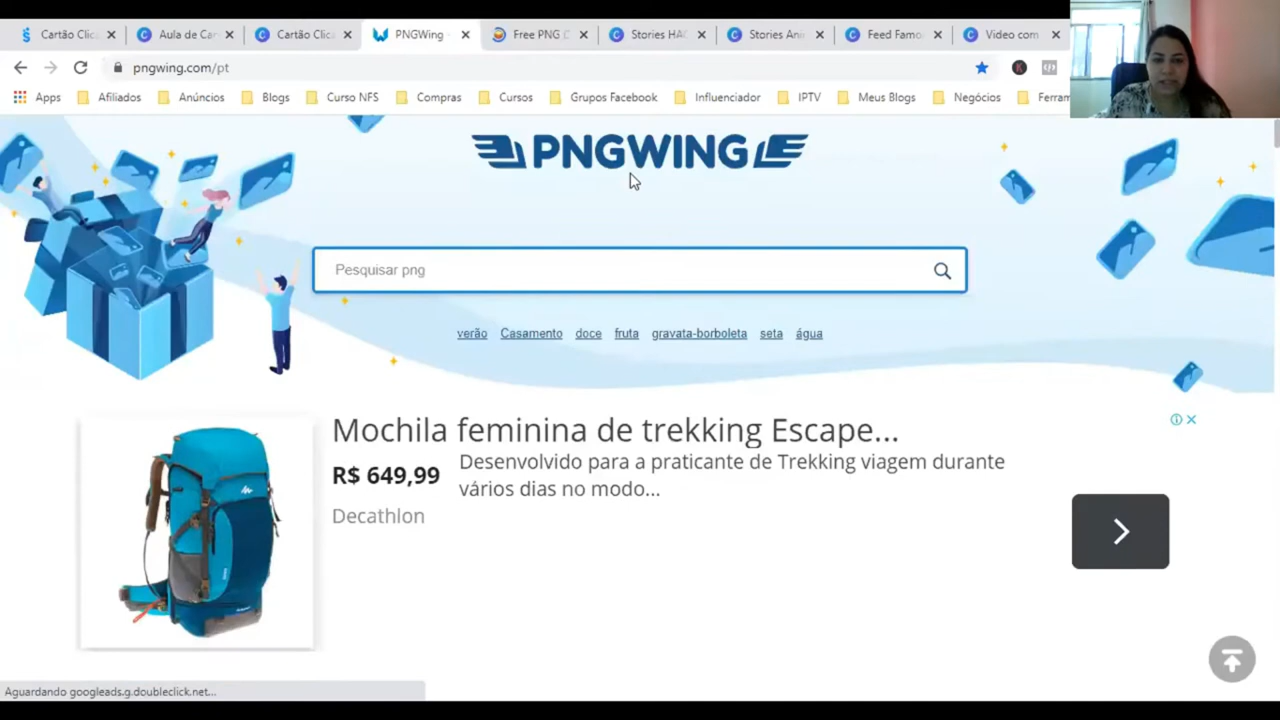 Cartão Clic
Aula de Car
Cartão Clic
PNGWing -
Free PNG C
Stories HAC
Stories Ani
Feed Famo
Video com
pngwing.com/pt
K
Apps
Afiliados
Anúncios
Blogs
Curso NFS
Compras
Cursos
Grupos Facebook
Influenciador
IPTV
Meus Blogs
Negócios
Ferram
PNGWING
Pesquisar png
verão Casamento doce fruta gravata-borboleta seta água
Mochila feminina de trekking Escape...
R$ 649,99
Desenvolvido para a praticante de Trekking viagem durante
vários dias no modo...
Decathlon
Aguardando googleads.g.doubleclick.net...